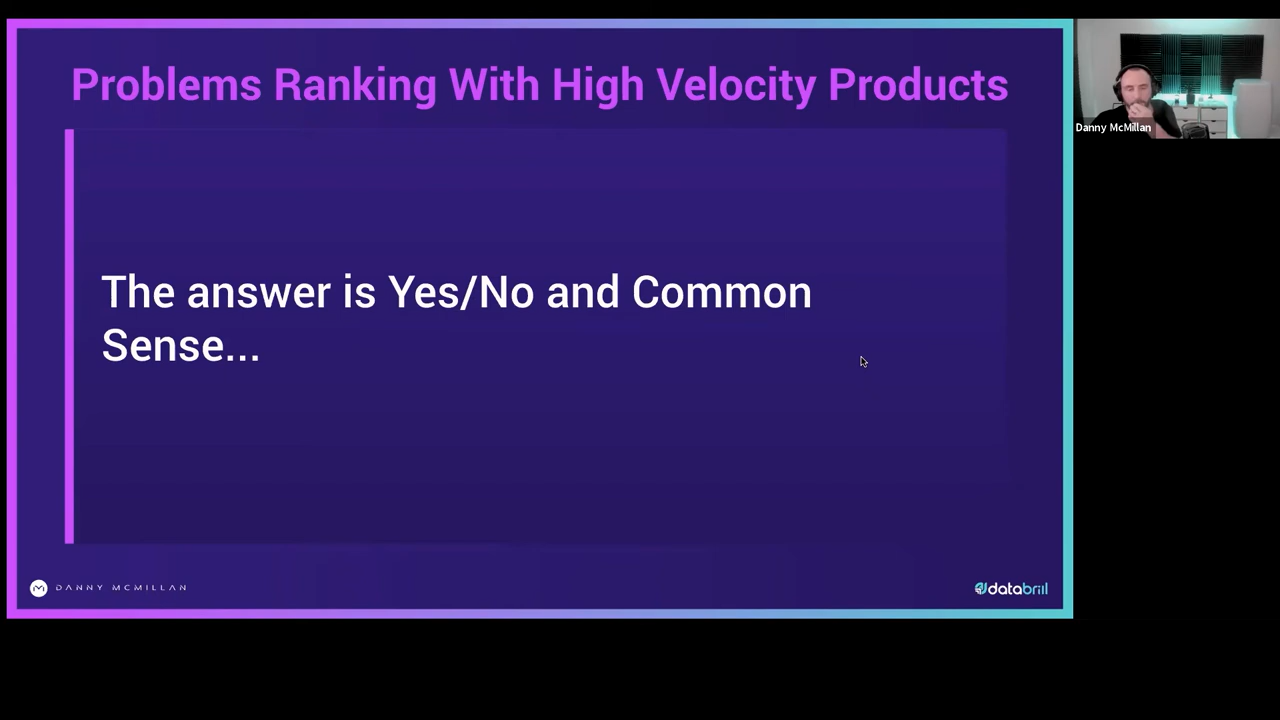 Problems Ranking With High Velocity Products
Danny McMillan
The answer is Yes/No and Common
Sense...
DANNY MCMILLAN
databrill